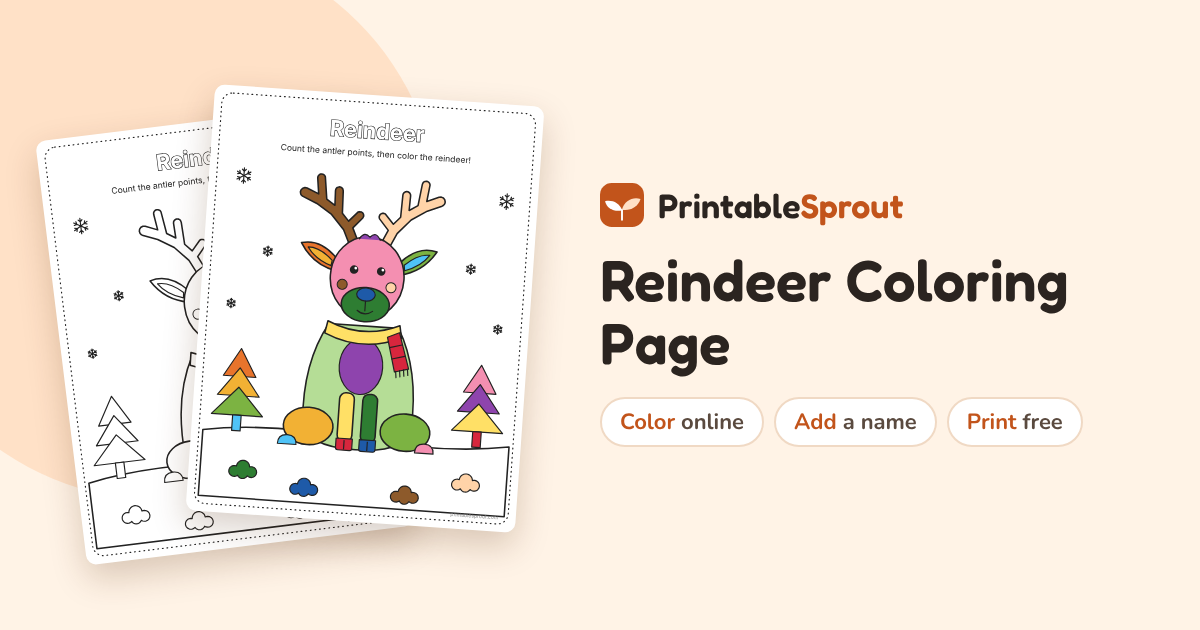 Reind
Count the antler points,
Reindeer
Count the antler points, then color the reindeer!
PrintableSprout
Reindeer Coloring
Page
Color online
Add a name
Print free